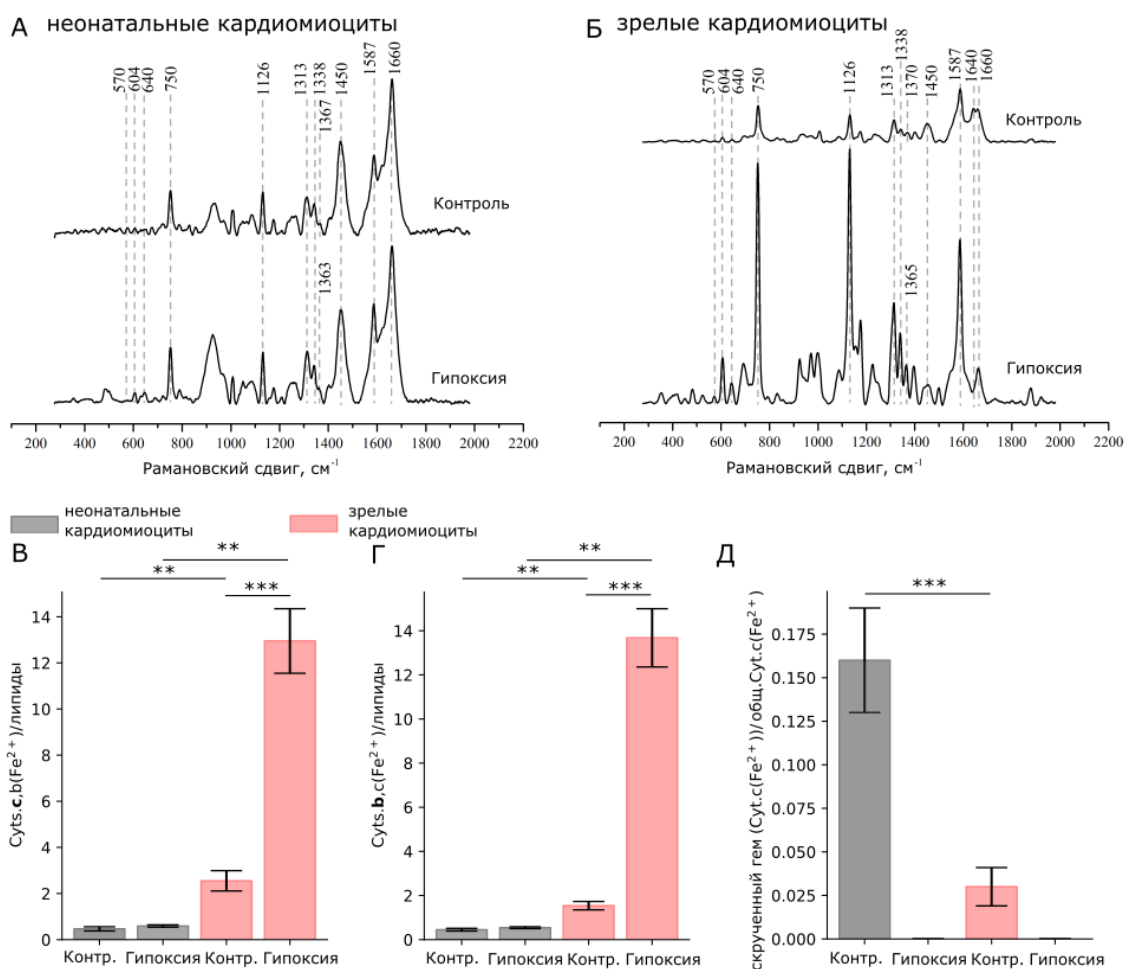 А неонатальные кардиомиоциты
570
604
640
750
1126
1313
1338
1367
1450
1587
1660
Контроль
1363
Гипоксия
200 400 600 800 1000 1200 1400 1600 1800 2000 2200
Рамановский сдвиг, см⁻¹
Б зрелые кардиомиоциты
570
604
640
750
1126
1313
1338
1370
1450
1587
1640
1660
Контроль
1365
Гипоксия
200 400 600 800 1000 1200 1400 1600 1800 2000 2200
Рамановский сдвиг, см⁻¹
неонатальные
кардиомиоциты
зрелые
кардиомиоциты
В
**
**
***
14
12
10
8
6
4
2
0
Cyts.c,b(Fe²⁺)/липиды
Контр. Гипоксия Контр. Гипоксия
Г
**
**
***
14
12
10
8
6
4
2
0
Cyts.b,c(Fe²⁺)/липиды
Контр. Гипоксия Контр. Гипоксия
Д
***
0.175
0.150
0.125
0.100
0.075
0.050
0.025
0.000
скрученный гем (Cyt.c(Fe²⁺))/общ.Cyt.c(Fe²⁺)
Контр. Гипоксия Контр. Гипоксия